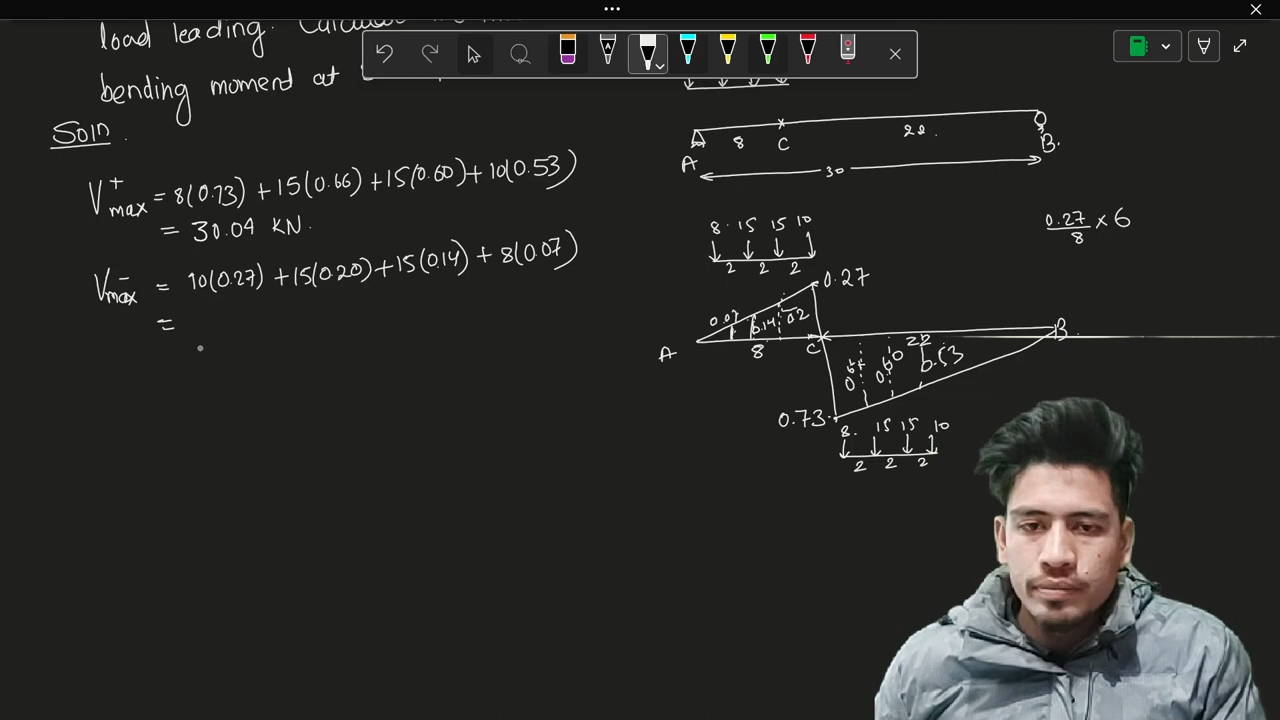 load leading. Calculate
bending moment at
Soln.
V+max = 8(0.73) + 15(0.66) + 15(0.60) + 10(0.53)
= 30.04 KN.
V-max = 10(0.27) + 15(0.20) + 15(0.14) + 8(0.07)
=
8 C 22.
A B.
30
8. 15 15 10
2 2 2
0.27/8 × 6
0.27
0.07 0.14 0.2
A 8 C 22 B.
0.60 0.53
0.73
8. 15 15 10
2 2 2